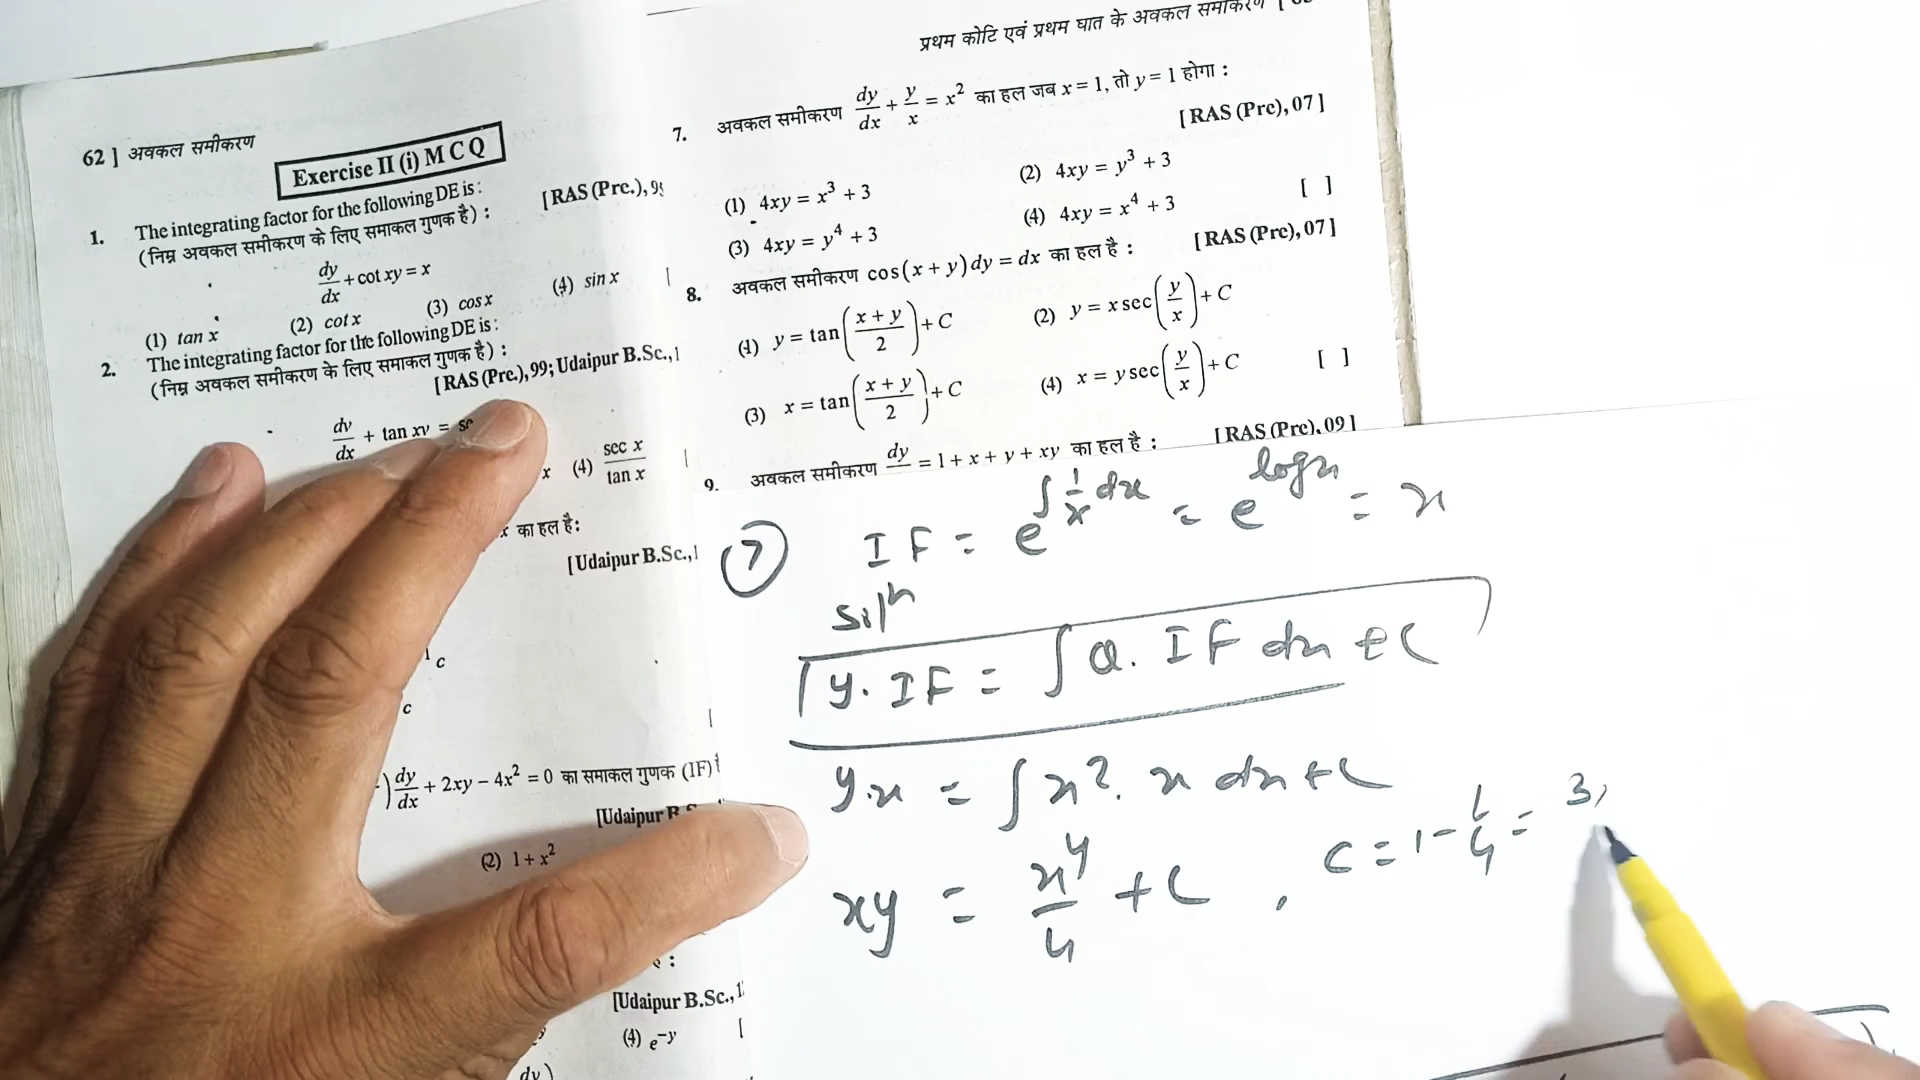 62 ] अवकल समीकरण
Exercise II (i) M C Q
1. The integrating factor for the following DE is :
(निम्न अवकल समीकरण के लिए समाकल गुणक है) :
[RAS (Pre.), 9
dy/dx + cot xy = x
(1) tan x (2) cot x (3) cos x (4) sin x [
2. The integrating factor for the following DE is :
(निम्न अवकल समीकरण के लिए समाकल गुणक है) :
[RAS (Pre.), 99; Udaipur B.Sc., 1
+ tan xy =
x (4) sec x/tan x |
x का हल है:
[Udaipur B.Sc., 1
c
c
[
) dy/dx + 2xy − 4x² = 0 का समाकल गुणक (IF)
[Udaipur
(2) 1 + x²
:
[Udaipur B.Sc., 1
(4) e^−y [
प्रथम कोटि एवं प्रथम घात के अवकल समीकरण [
7. अवकल समीकरण dy/dx + y/x = x² का हल जब x = 1, तो y = 1 होगा :
[RAS (Pre), 07]
(1) 4xy = x³ + 3 (2) 4xy = y³ + 3
(3) 4xy = y⁴ + 3 (4) 4xy = x⁴ + 3 [ ]
8. अवकल समीकरण cos(x + y) dy = dx का हल है : [RAS (Pre), 07]
(1) y = tan((x + y)/2) + C (2) y = x sec(y/x) + C
(3) x = tan((x + y)/2) + C (4) x = y sec(y/x) + C [ ]
9. अवकल समीकरण dy = 1 + x + y + xy का हल है : [RAS (Pre), 09]
⑦ IF = e^∫1/x dx = e^log x = x
Solⁿ
y. IF = ∫ Q. IF dx + C
y.x = ∫ x². x dx + C
xy = x⁴/4 + C , C = 1 − 1/4 = 3/